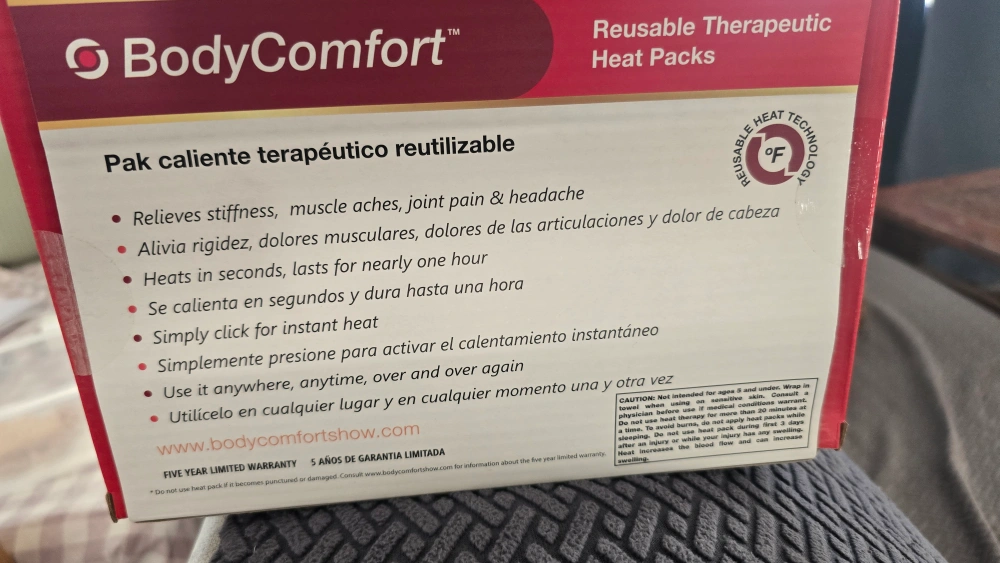 BodyComfort™
Reusable Therapeutic
Heat Packs
REUSABLE HEAT TECHNOLOGY
°F
Pak caliente terapéutico reutilizable
• Relieves stiffness, muscle aches, joint pain & headache
• Alivia rigidez, dolores musculares, dolores de las articulaciones y dolor de cabeza
• Heats in seconds, lasts for nearly one hour
• Se calienta en segundos y dura hasta una hora
• Simply click for instant heat
• Simplemente presione para activar el calentamiento instantáneo
• Use it anywhere, anytime, over and over again
• Utilícelo en cualquier lugar y en cualquier momento una y otra vez
www.bodycomfortshow.com
FIVE YEAR LIMITED WARRANTY 5 AÑOS DE GARANTIA LIMITADA
* Do not use heat pack if it becomes punctured or damaged. Consult www.bodycomfortshow.com for information about the five year limited warranty.
CAUTION: Not intended for ages 5 and under. Wrap in
towel when using on sensitive skin. Consult a
physician before use if medical conditions warrant.
Do not use heat therapy for more than 20 minutes at
a time. To avoid burns, do not apply heat packs while
sleeping. Do not use heat pack during first 3 days
after an injury or while your injury has any swelling.
Heat increases the blood flow and can increase
swelling.